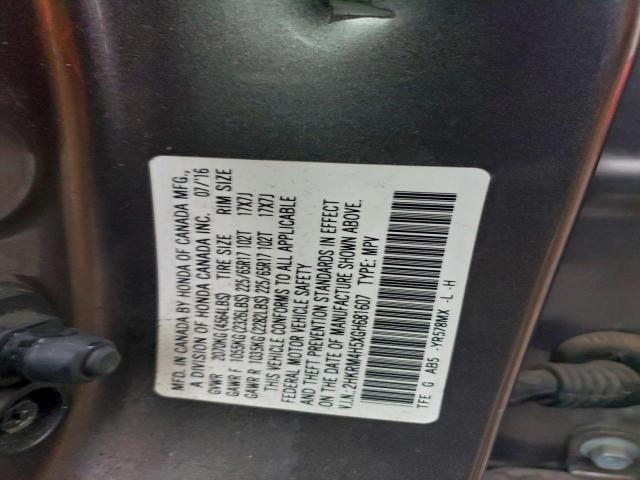 MFD. IN CANADA BY HONDA OF CANADA MFG.,
A DIVISION OF HONDA CANADA INC. 07/16
GVWR 2070KG(4564LBS) TIRE SIZE RIM SIZE
GAWR F 1055KG(2326LBS) 225/65R17 102T 17X7J
GAWR R 1035KG(2282LBS) 225/65R17 102T 17X7J
THIS VEHICLE CONFORMS TO ALL APPLICABLE
FEDERAL MOTOR VEHICLE SAFETY
AND THEFT PREVENTION STANDARDS IN EFFECT
ON THE DATE OF MANUFACTURE SHOWN ABOVE.
V.I.N.:2HKRM4H5XGH681607 TYPE: MPV
TFE G AB5 -YR578MX -L -H